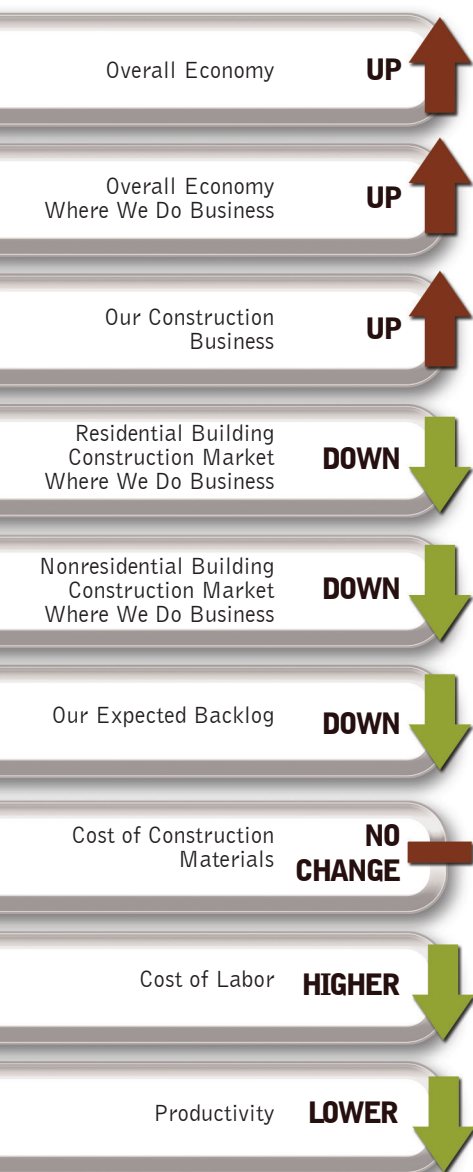 Overall Economy UP
Overall Economy
Where We Do Business UP
Our Construction
Business UP
Residential Building
Construction Market
Where We Do Business DOWN
Nonresidential Building
Construction Market
Where We Do Business DOWN
Our Expected Backlog DOWN
Cost of Construction
Materials
NO
CHANGE
Cost of Labor HIGHER
Productivity LOWER